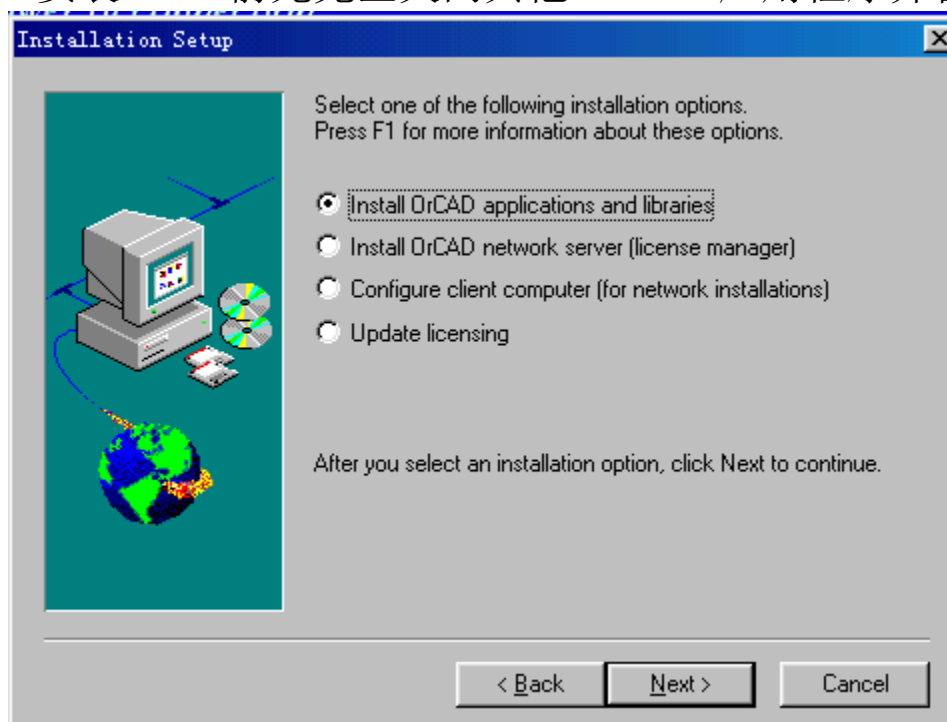 Installation Setup
Select one of the following installation options.
Press F1 for more information about these options.
Install OrCAD applications and libraries
Install OrCAD network server (license manager)
Configure client computer (for network installations)
Update licensing
After you select an installation option, click Next to continue.
< Back
Next >
Cancel